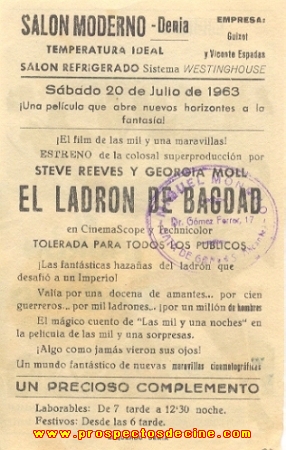 SALON MODERNO - Denia
EMPRESA:
Guizot
y Vicente Espadas
TEMPERATURA IDEAL
SALON REFRIGERADO Sistema WESTINGHOUSE
Sábado 20 de Julio de 1963
¡Una película que abre nuevos horizontes a la
fantasía!
¡El film de las mil y una maravillas!
ESTRENO de la colosal superproducción por
STEVE REEVES Y GEORGIA MOLL
EL LADRON DE BAGDAD
en CinemaScope y Technicolor
TOLERADA PARA TODOS LOS PUBLICOS
Dr. Gómez Ferrer, 17
¡Las fantásticas hazañas del ladrón que
desafió a un Imperio!
Valía por una docena de amantes... por cien
guerreros... por mil ladrones... ¡por un millón de hombres
El mágico cuento de "Las mil y una noches" en
la película de las mil y una sorpresas.
¡Algo como jamás vieron sus ojos!
Un mundo fantástico de nuevas maravillas cinematográficas
UN PRECIOSO COMPLEMENTO
Laborables: De 7 tarde a 12'30 noche.
Festivos: Desde las 6 tarde.
www.prospectosdecine.com